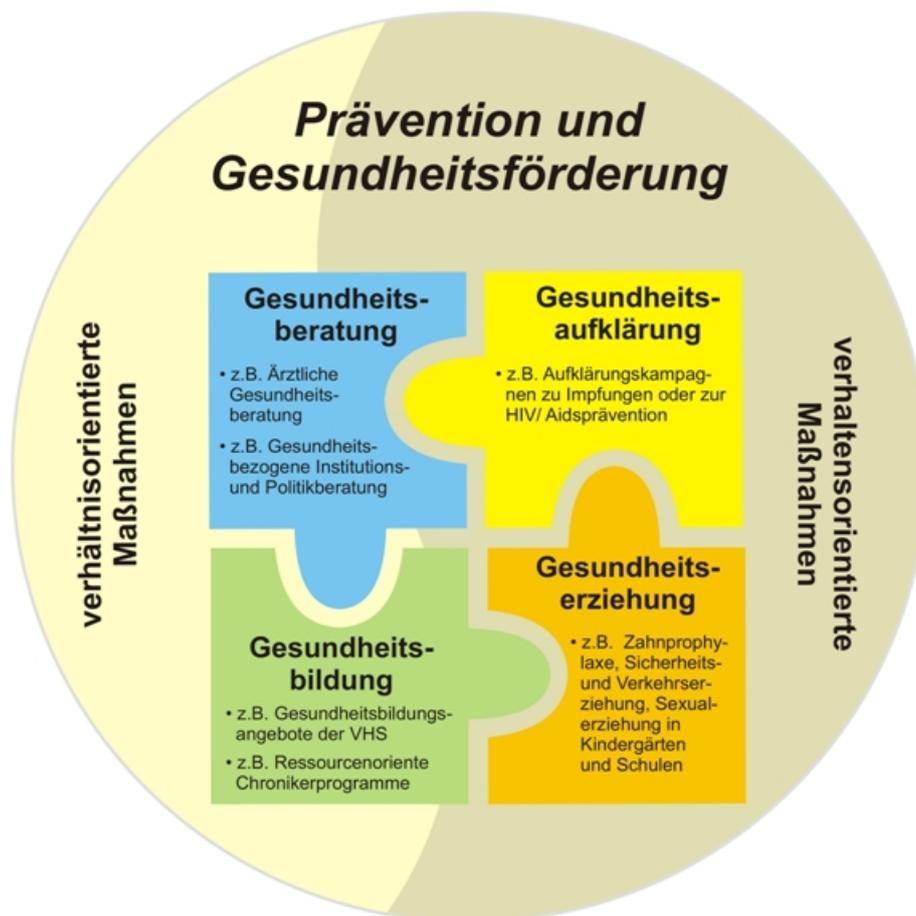 Prävention und
Gesundheitsförderung
verhältnisorientierte
Maßnahmen
Gesundheits-
beratung
• z.B. Ärztliche
Gesundheits-
beratung
• z.B. Gesundheits-
bezogene Institutions-
und Politikberatung
Gesundheits-
aufklärung
• z.B. Aufklärungskampag-
nen zu Impfungen oder zur
HIV/ Aidsprävention
Gesundheits-
bildung
• z.B. Gesundheitsbildungs-
angebote der VHS
• z.B. Ressourcenoriente
Chronikerprogramme
Gesundheits-
erziehung
• z.B. Zahnprophy-
laxe, Sicherheits-
und Verkehrser-
ziehung, Sexual-
erziehung in
Kindergärten
und Schulen
verhaltensorientierte
Maßnahmen